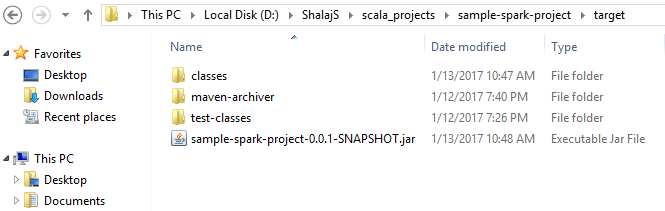 This PC Local Disk (D:) ShalajS scala_projects sample-spark-project target
Name Date modified Type
Favorites
Desktop
Downloads
Recent places
This PC
Desktop
Documents
classes 1/13/2017 10:47 AM File folder
maven-archiver 1/12/2017 7:40 PM File folder
test-classes 1/12/2017 7:26 PM File folder
sample-spark-project-0.0.1-SNAPSHOT.jar 1/13/2017 10:48 AM Executable Jar File